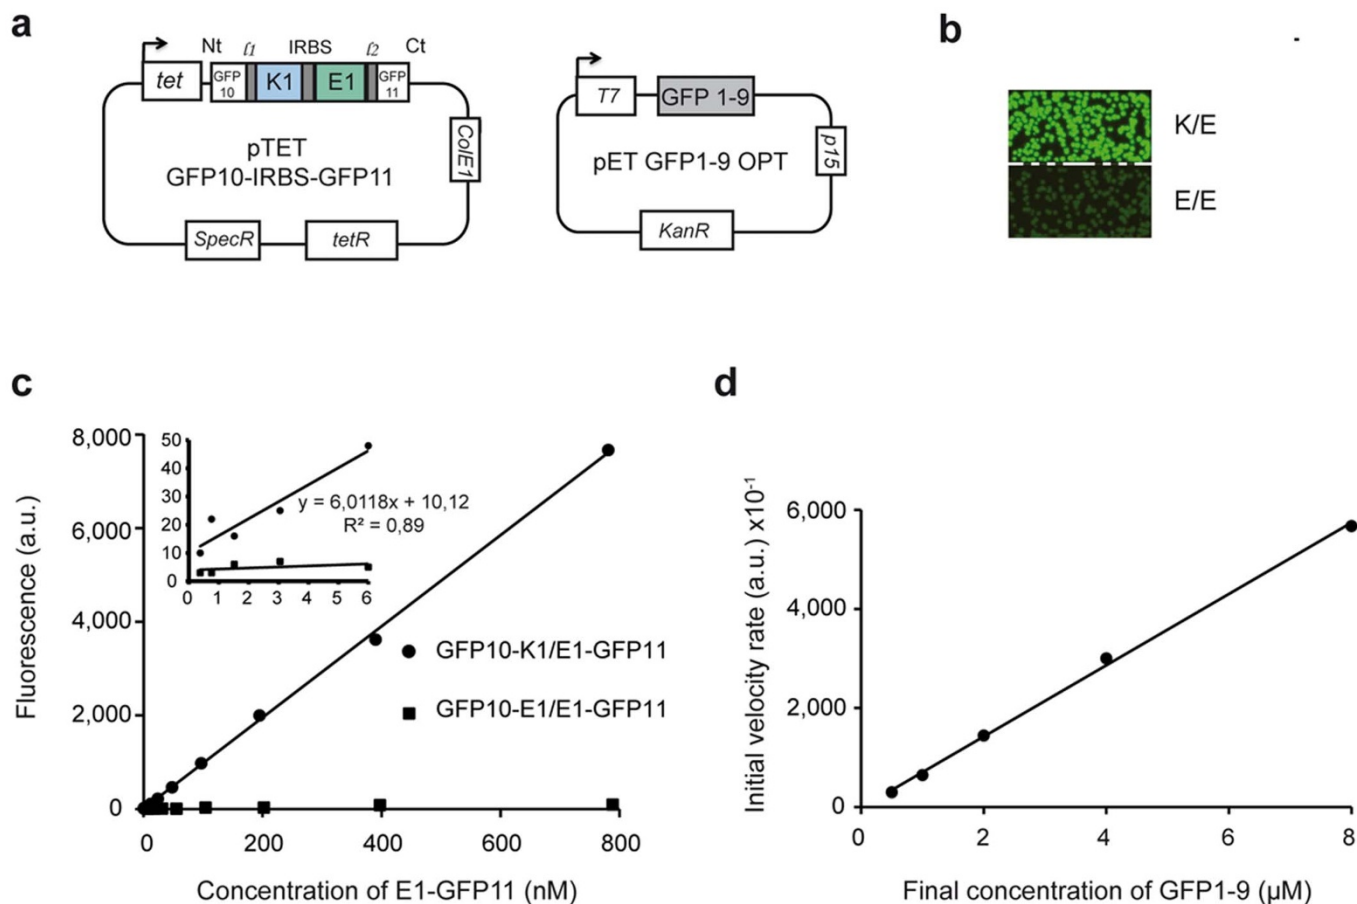 a
Nt ℓ1 IRBS ℓ2 Ct
tet GFP 10 K1 E1 GFP 11
pTET
GFP10-IRBS-GFP11
ColE1
SpecR tetR
T7 GFP 1-9
pET GFP1-9 OPT
p15
KanR
b
K/E
E/E
c
Fluorescence (a.u.)
8,000
6,000
4,000
2,000
0
50
40
30
20
10
0
0 1 2 3 4 5 6
y = 6,0118x + 10,12
R² = 0,89
GFP10-K1/E1-GFP11
GFP10-E1/E1-GFP11
0 200 400 600 800
Concentration of E1-GFP11 (nM)
d
Initial velocity rate (a.u.) x10⁻¹
6,000
4,000
2,000
0
0 2 4 6 8
Final concentration of GFP1-9 (µM)